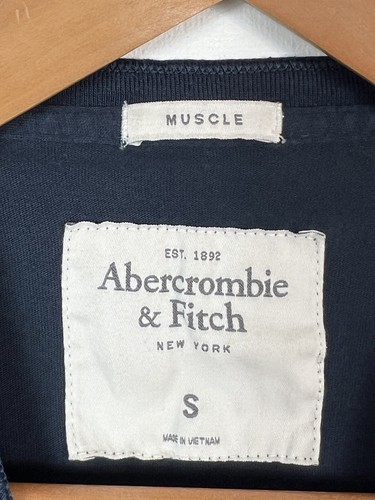 MUSCLE
EST. 1892
Abercrombie
& Fitch
NEW YORK
S
MADE IN VIETNAM